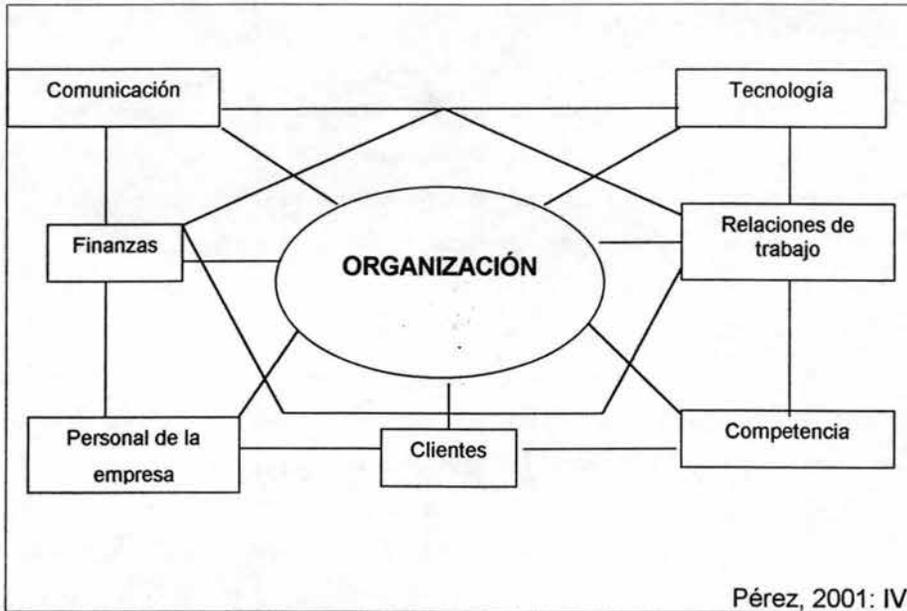 Comunicación
Tecnología
Finanzas
ORGANIZACIÓN
Relaciones de
trabajo
Personal de la
empresa
Clientes
Competencia
Pérez, 2001: IV